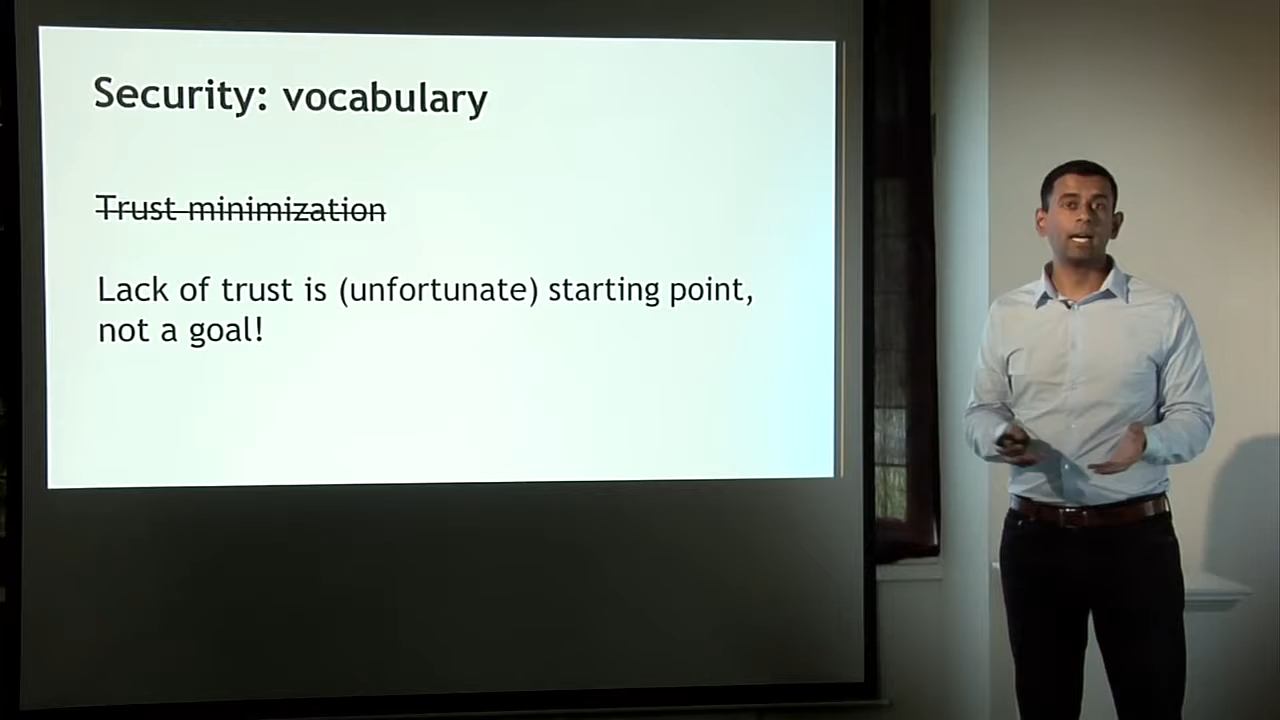 Security: vocabulary
Trust minimization
Lack of trust is (unfortunate) starting point,
not a goal!